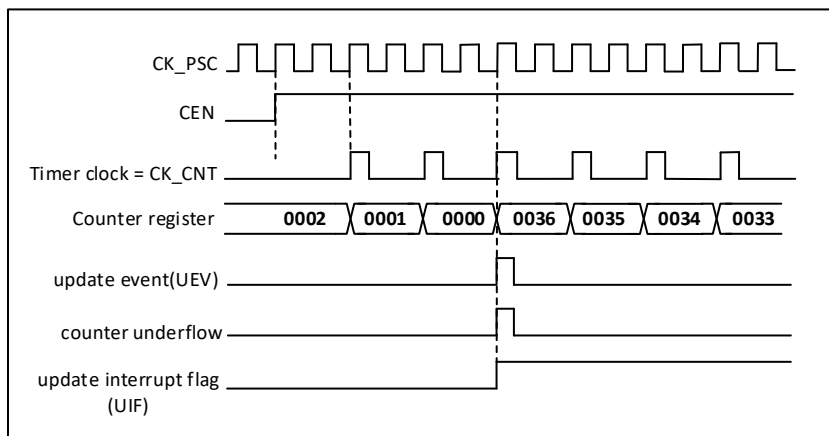 CK_PSC
CEN
Timer clock = CK_CNT
Counter register 0002 0001 0000 0036 0035 0034 0033
update event(UEV)
counter underflow
update interrupt flag
(UIF)